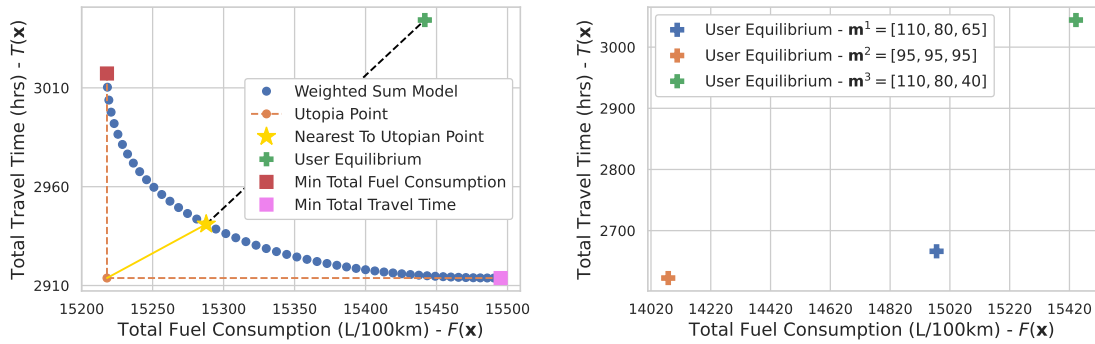 Total Travel Time (hrs) - T(x)
3010
2960
2910
Weighted Sum Model
Utopia Point
Nearest To Utopian Point
User Equilibrium
Min Total Fuel Consumption
Min Total Travel Time
15200 15250 15300 15350 15400 15450 15500
Total Fuel Consumption (L/100km) - F(x)
Total Travel Time (hrs) - T(x)
3000
2900
2800
2700
User Equilibrium - m¹ = [110, 80, 65]
User Equilibrium - m² = [95, 95, 95]
User Equilibrium - m³ = [110, 80, 40]
14020 14220 14420 14620 14820 15020 15220 15420
Total Fuel Consumption (L/100km) - F(x)